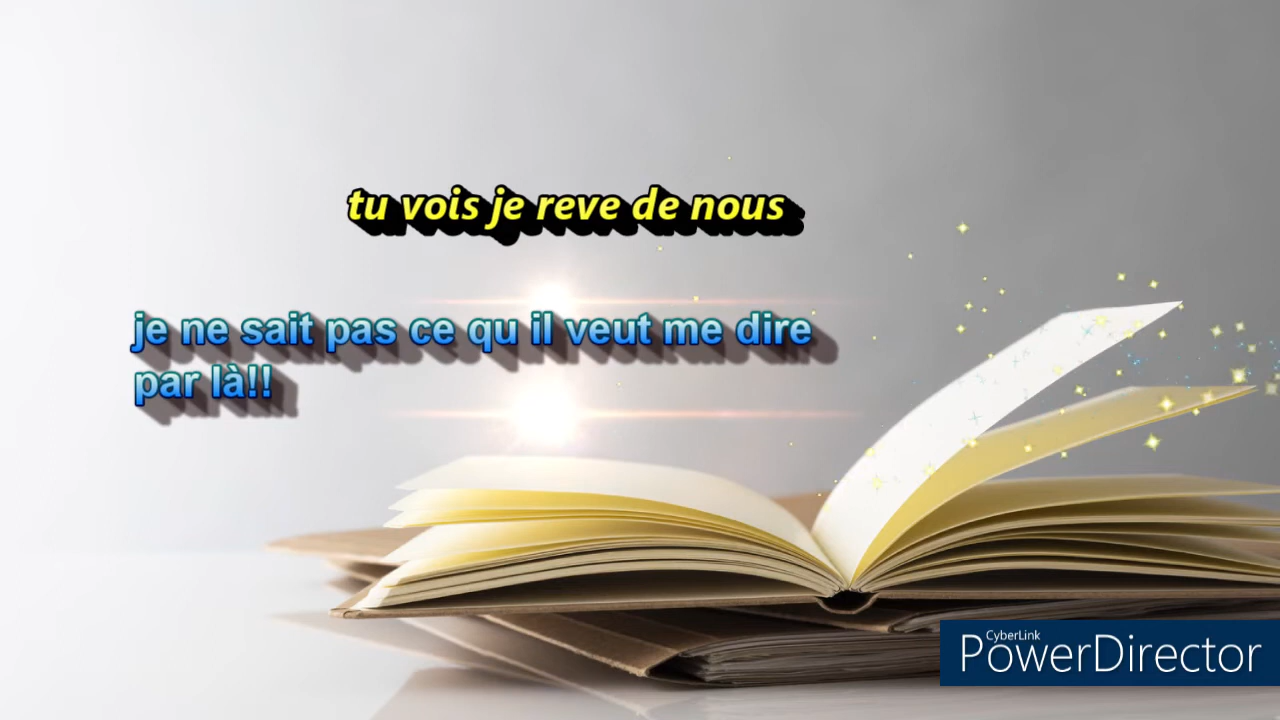 tu vois je reve de nous
je ne sait pas ce qu il veut me dire
par là!!
CyberLink
PowerDirector